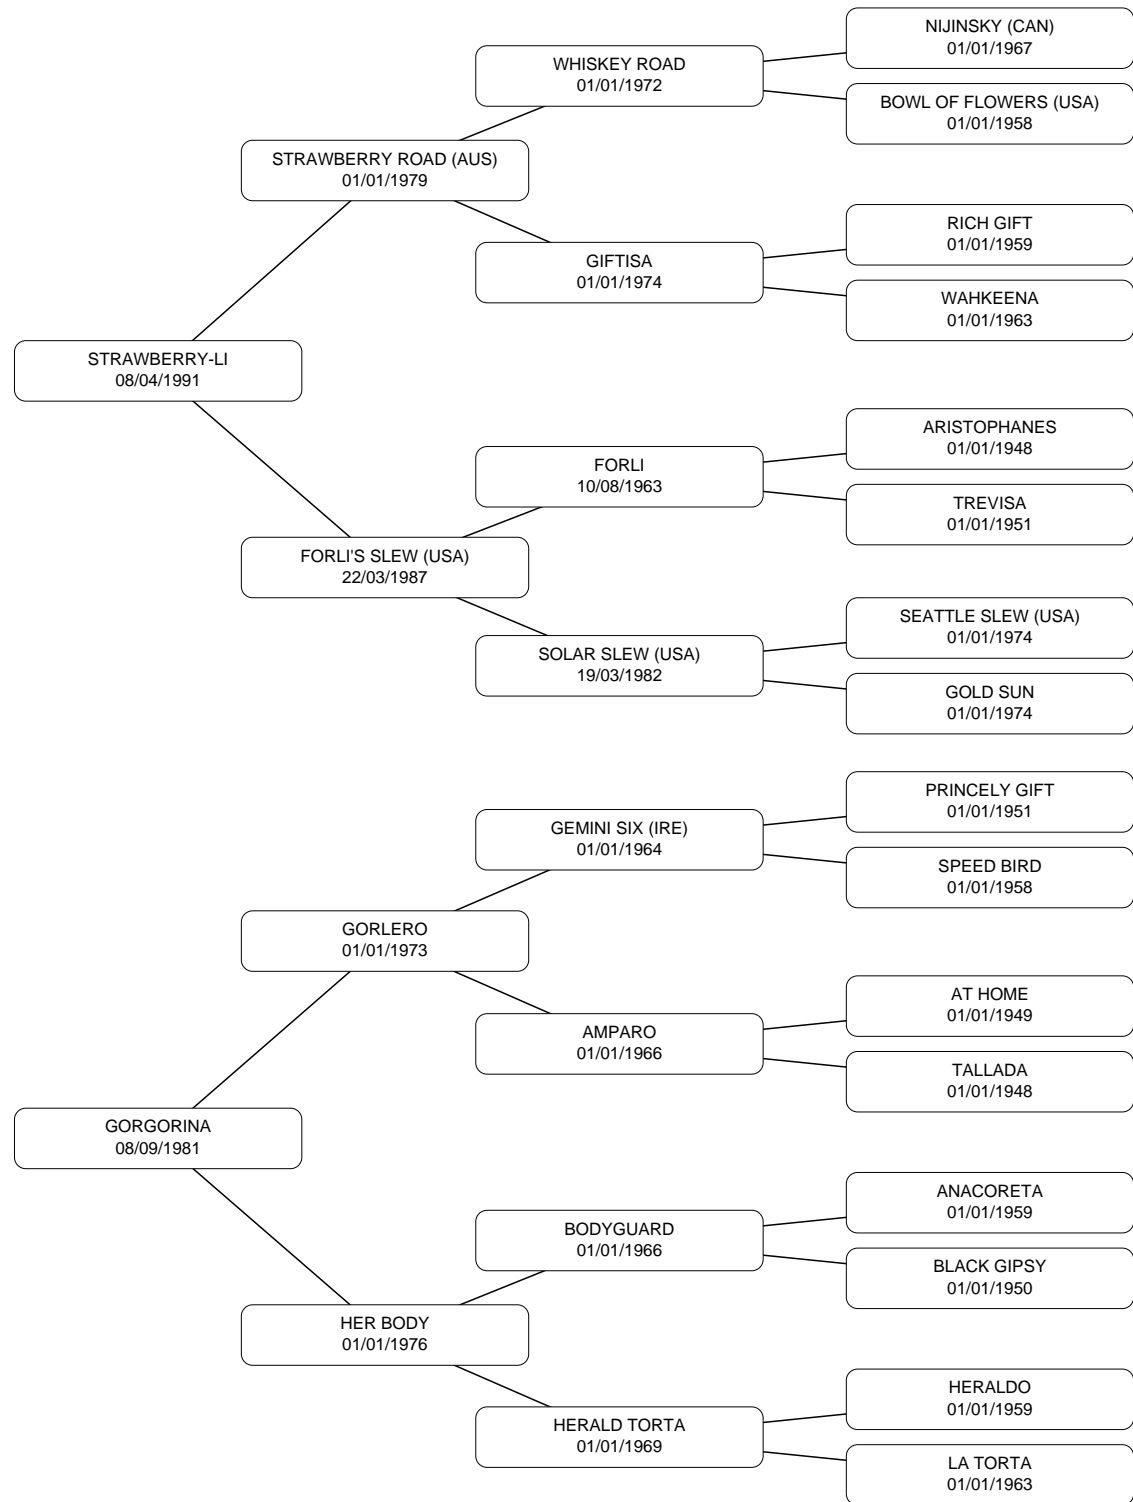 NIJINSKY (CAN)
01/01/1967
WHISKEY ROAD
01/01/1972
BOWL OF FLOWERS (USA)
01/01/1958
STRAWBERRY ROAD (AUS)
01/01/1979
RICH GIFT
01/01/1959
GIFTISA
01/01/1974
WAHKEENA
01/01/1963
STRAWBERRY-LI
08/04/1991
ARISTOPHANES
01/01/1948
FORLI
10/08/1963
TREVISA
01/01/1951
FORLI'S SLEW (USA)
22/03/1987
SEATTLE SLEW (USA)
01/01/1974
SOLAR SLEW (USA)
19/03/1982
GOLD SUN
01/01/1974
PRINCELY GIFT
01/01/1951
GEMINI SIX (IRE)
01/01/1964
SPEED BIRD
01/01/1958
GORLERO
01/01/1973
AT HOME
01/01/1949
AMPARO
01/01/1966
TALLADA
01/01/1948
GORGORINA
08/09/1981
ANACORETA
01/01/1959
BODYGUARD
01/01/1966
BLACK GIPSY
01/01/1950
HER BODY
01/01/1976
HERALDO
01/01/1959
HERALD TORTA
01/01/1969
LA TORTA
01/01/1963